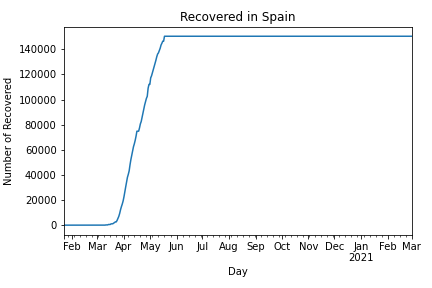 Recovered in Spain
Number of Recovered
140000
120000
100000
80000
60000
40000
20000
0
Feb Mar Apr May Jun Jul Aug Sep Oct Nov Dec Jan Feb Mar
2021
Day